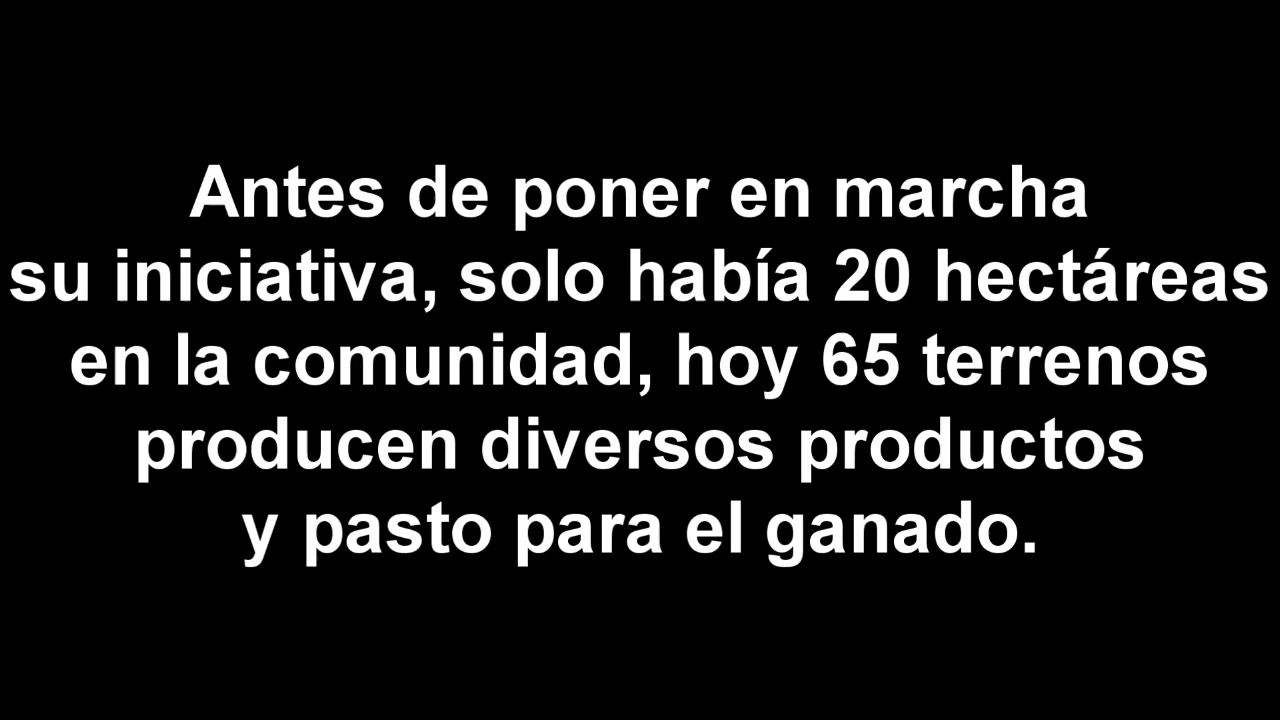 Antes de poner en marcha
su iniciativa, solo había 20 hectáreas
en la comunidad, hoy 65 terrenos
producen diversos productos
y pasto para el ganado.